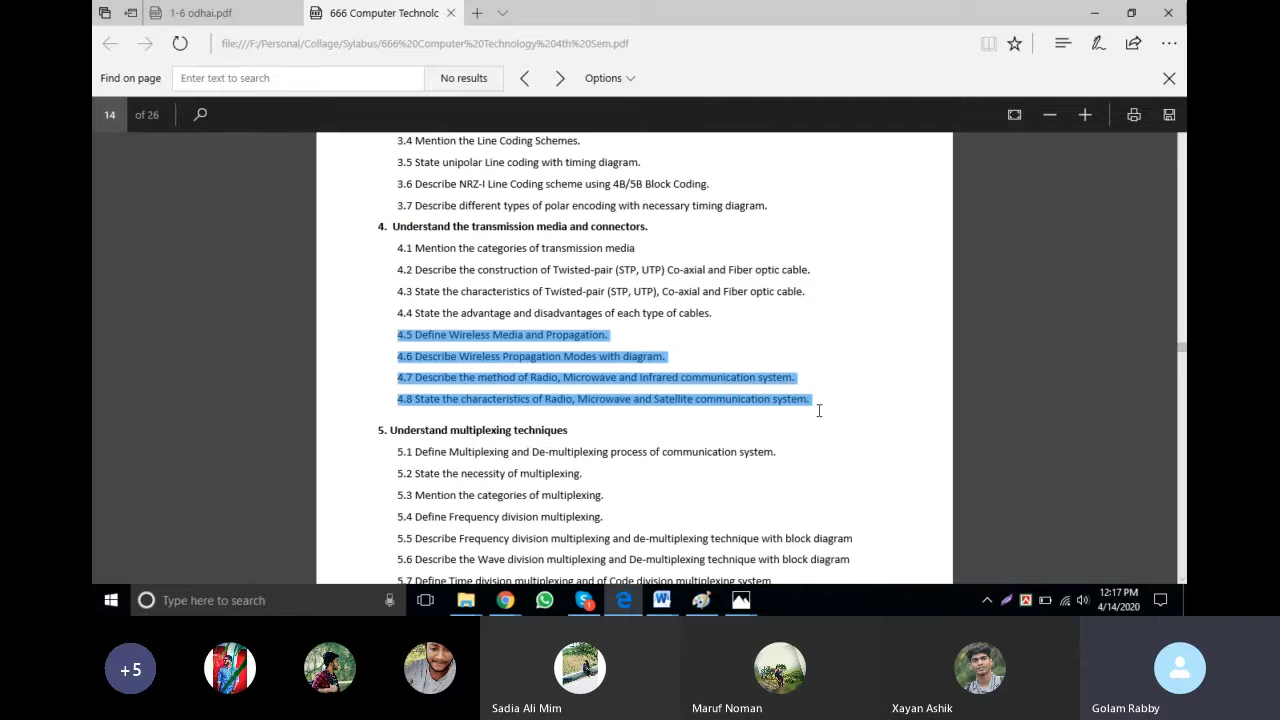 1-6 odhai.pdf
666 Computer Technolc
file:///F:/Personal/Collage/Sylabus/666%20Computer%20Technology%204th%20Sem.pdf
Find on page
Enter text to search
No results
Options
14
of 26
3.4 Mention the Line Coding Schemes.
3.5 State unipolar Line coding with timing diagram.
3.6 Describe NRZ-I Line Coding scheme using 4B/5B Block Coding.
3.7 Describe different types of polar encoding with necessary timing diagram.
4. Understand the transmission media and connectors.
4.1 Mention the categories of transmission media
4.2 Describe the construction of Twisted-pair (STP, UTP) Co-axial and Fiber optic cable.
4.3 State the characteristics of Twisted-pair (STP, UTP), Co-axial and Fiber optic cable.
4.4 State the advantage and disadvantages of each type of cables.
4.5 Define Wireless Media and Propagation.
4.6 Describe Wireless Propagation Modes with diagram.
4.7 Describe the method of Radio, Microwave and Infrared communication system.
4.8 State the characteristics of Radio, Microwave and Satellite communication system.
5. Understand multiplexing techniques
5.1 Define Multiplexing and De-multiplexing process of communication system.
5.2 State the necessity of multiplexing.
5.3 Mention the categories of multiplexing.
5.4 Define Frequency division multiplexing.
5.5 Describe Frequency division multiplexing and de-multiplexing technique with block diagram
5.6 Describe the Wave division multiplexing and De-multiplexing technique with block diagram
5.7 Define Time division multiplexing and of Code division multiplexing system
Type here to search
12:17 PM
4/14/2020
+5
Sadia Ali Mim
Maruf Noman
Xayan Ashik
Golam Rabby